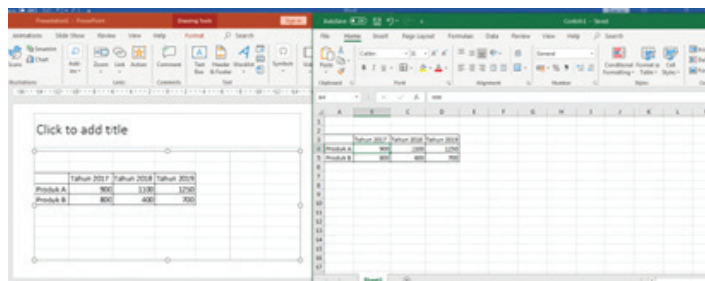 Presentation1 - PowerPoint
Drawing Tools
Sign in
Animations Slide Show Review View Help Format Search
SmartArt
Chart
Zoom Link Action
Comment
Text Box
Header & Footer
WordArt
Symbols
Links
Comments
Text
Click to add title
Tahun 2017 Tahun 2018 Tahun 2019
Produk A 900 1100 1250
Produk B 800 400 700
AutoSave
Contoh1 - Saved
File Home Insert Page Layout Formulas Data Review View Help Search
Paste
Calibri
General
Conditional Formatting
Format as Table
Cell Styles
Clipboard
Font
Alignment
Number
Styles
A B C D E F G H I J K L
1
2
3 Tahun 2017 Tahun 2018 Tahun 2019
4 Produk A 900 1100 1250
5 Produk B 800 400 700
6
7
8
9
10
11
12
13
14
15
16
17
Sheet1